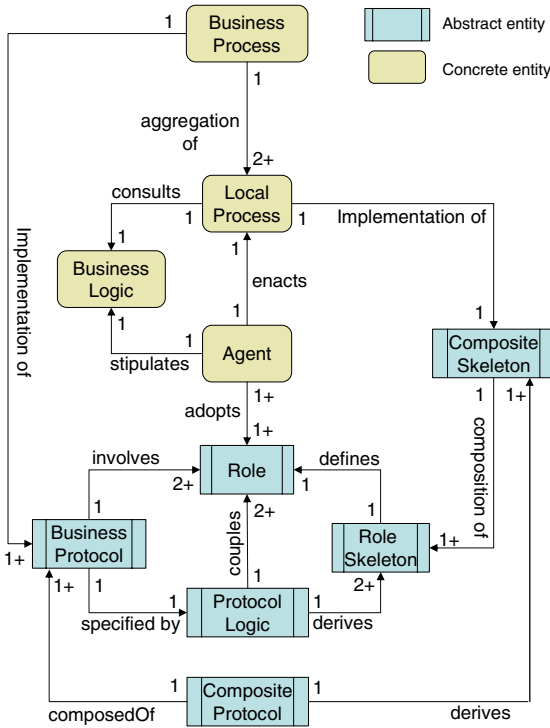 1
Business
Process
Abstract entity
Concrete entity
1
aggregation
of
2+
consults
Local
Process
1
1
Implementation of
1
1
Business
Logic
enacts
Implementation of
1
1
1
stipulates
1
Agent
Composite
Skeleton
1+
adopts
1+
1
1+
involves
2+
Role
defines
1
composition of
1
couples
2+
1
Business
Protocol
1+
1+
Role
Skeleton
1+
2+
1
1
specified by
1
Protocol
Logic
1
derives
1
Composite
Protocol
1
composedOf
derives